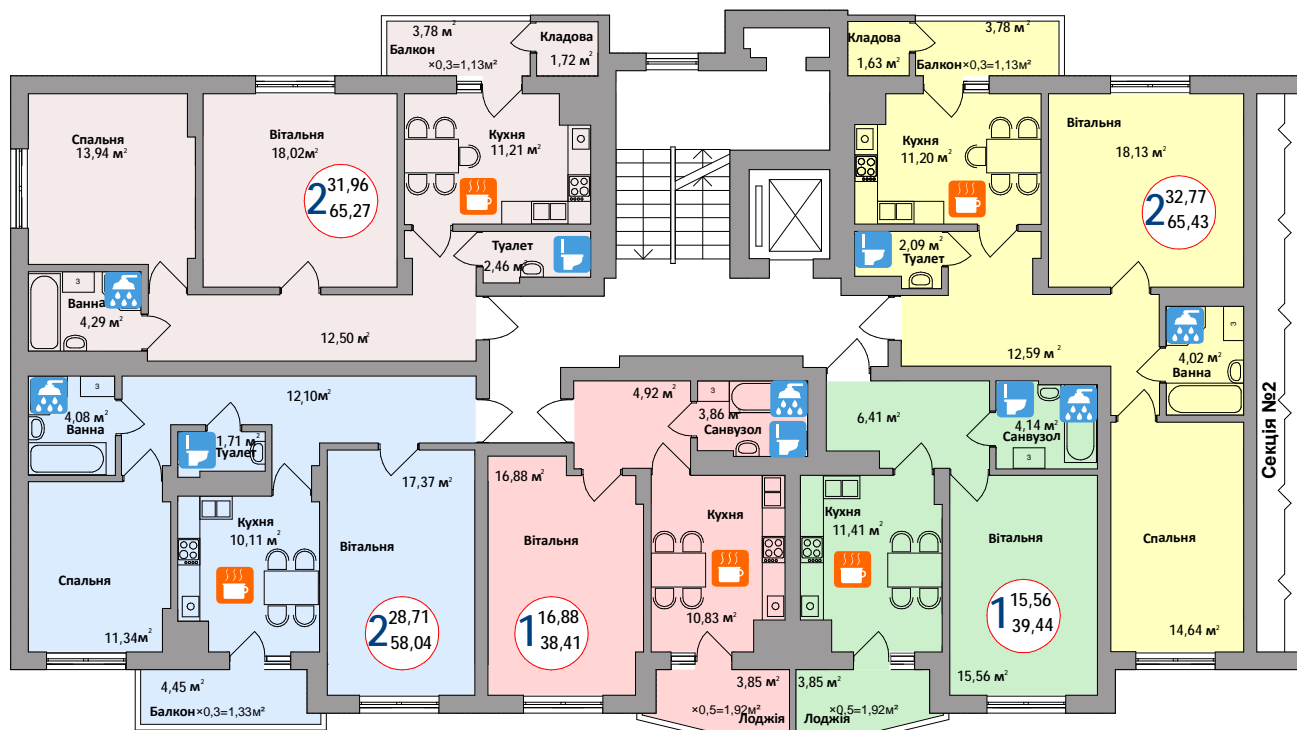 3,78 м²
Балкон
×0,3=1,13м²
Кладова
1,72 м²
Кладова
1,63 м²
3,78 м²
Балкон ×0,3=1,13м²
Спальня
13,94 м²
Вітальня
18,02м²
2 31,96
65,27
Кухня
11,21 м²
Туалет
2,46 м²
Ванна
4,29 м²
3
12,50 м²
Кухня
11,20 м²
Вітальня
18,13 м²
2 32,77
65,43
2,09 м²
Туалет
12,59 м²
3
4,02 м²
Ванна
Спальня
14,64 м²
Секція №2
3
4,08 м²
Ванна
12,10м²
1,71 м²
Туалет
Спальня
11,34м²
Кухня
10,11 м²
17,37 м²
Вітальня
2 28,71
58,04
4,45 м²
Балкон ×0,3=1,33м²
4,92 м²
3
3,86 м²
Санвузол
16,88 м²
Вітальня
1 16,88
38,41
Кухня
10,83 м²
3,85 м²
×0,5=1,92м²
Лоджія
6,41 м²
4,14 м²
Санвузол
3
Кухня
11,41 м²
Вітальня
1 15,56
39,44
15,56 м²
3,85 м²
×0,5=1,92м²
Лоджія